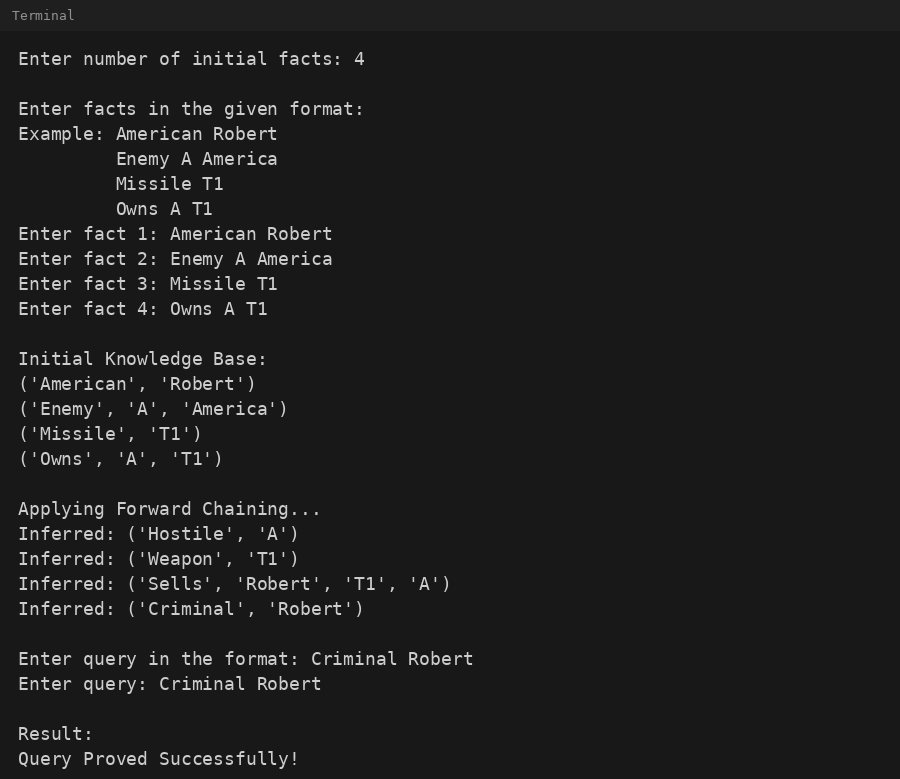 Terminal
Enter number of initial facts: 4
Enter facts in the given format:
Example: American Robert
Enemy A America
Missile T1
Owns A T1
Enter fact 1: American Robert
Enter fact 2: Enemy A America
Enter fact 3: Missile T1
Enter fact 4: Owns A T1
Initial Knowledge Base:
('American', 'Robert')
('Enemy', 'A', 'America')
('Missile', 'T1')
('Owns', 'A', 'T1')
Applying Forward Chaining...
Inferred: ('Hostile', 'A')
Inferred: ('Weapon', 'T1')
Inferred: ('Sells', 'Robert', 'T1', 'A')
Inferred: ('Criminal', 'Robert')
Enter query in the format: Criminal Robert
Enter query: Criminal Robert
Result:
Query Proved Successfully!